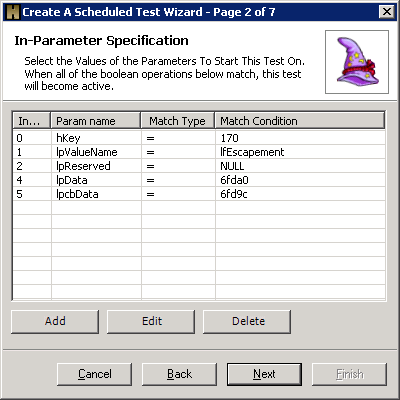 Create A Scheduled Test Wizard - Page 2 of 7
In-Parameter Specification
Select the Values of the Parameters To Start This Test On.
When all of the boolean operations below match, this test
will become active.
In... Param name Match Type Match Condition
0 hKey = 170
1 lpValueName = lfEscapement
2 lpReserved = NULL
4 lpData = 6fda0
5 lpcbData = 6fd9c
Add Edit Delete
Cancel Back Next Finish